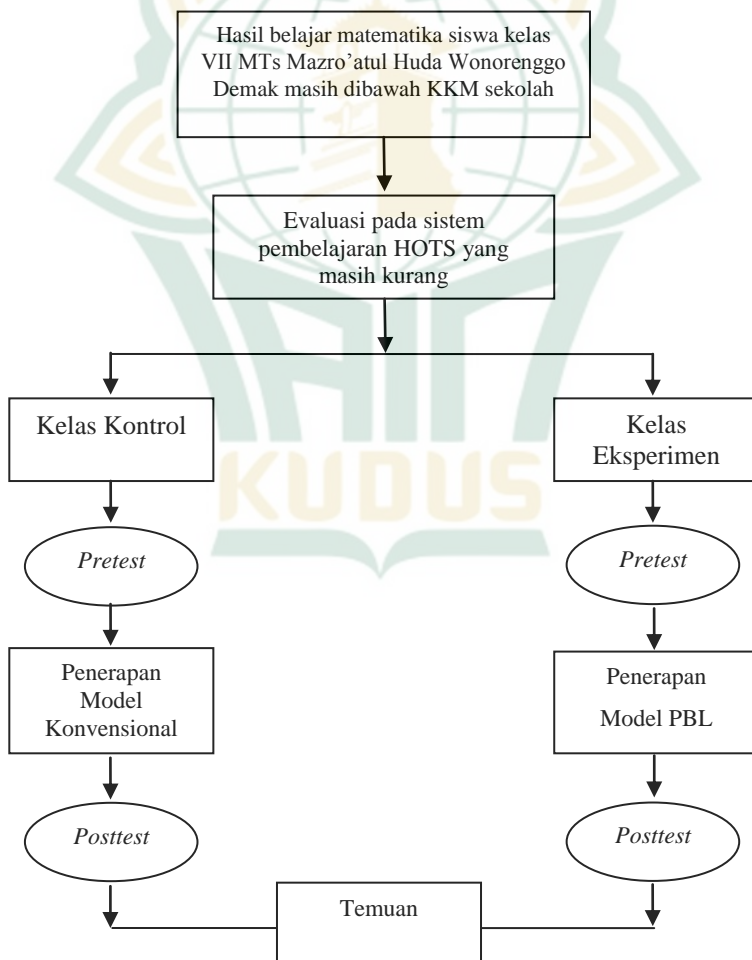 Hasil belajar matematika siswa kelas
VII MTs Mazro’atul Huda Wonorenggo
Demak masih dibawah KKM sekolah
Evaluasi pada sistem
pembelajaran HOTS yang
masih kurang
Kelas Kontrol
Kelas
Eksperimen
KUDUS
Pretest
Pretest
Penerapan
Model
Konvensional
Penerapan
Model PBL
Posttest
Posttest
Temuan